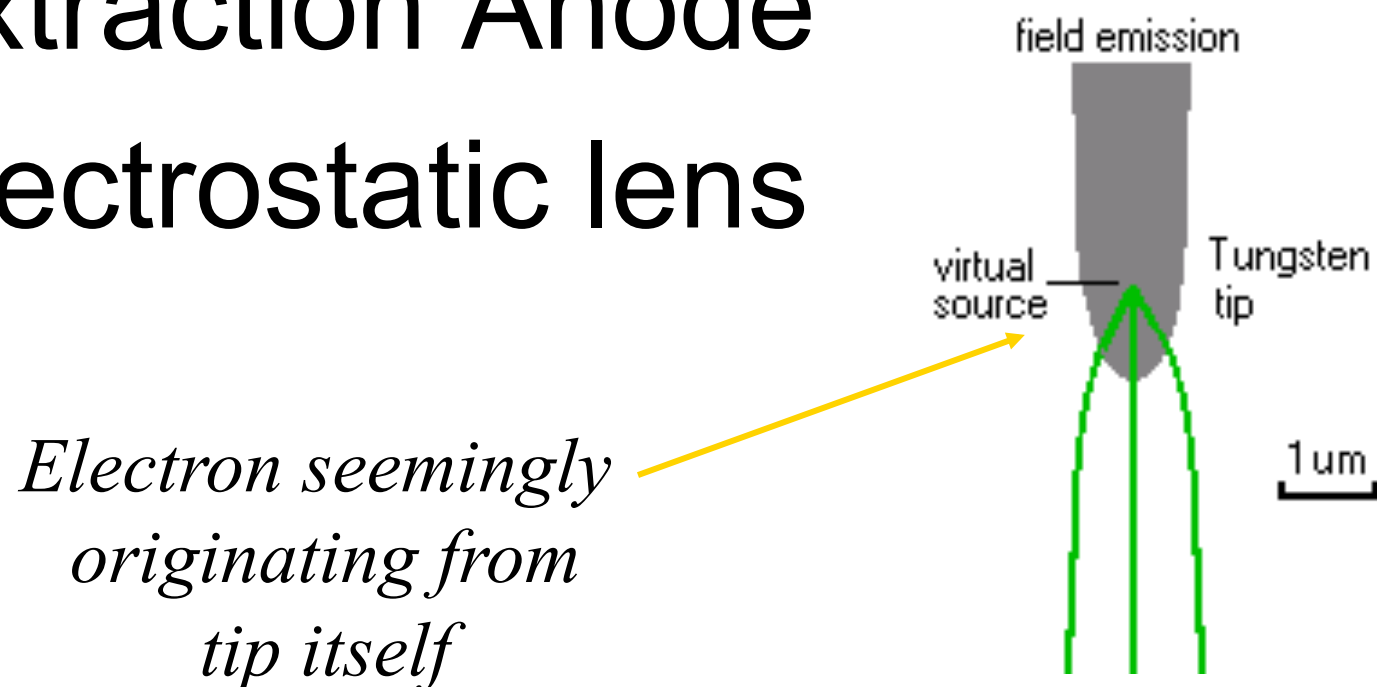 xtraction Anode
ectrostatic lens
field emission
virtual
source
Tungsten
tip
1um
Electron seemingly
originating from
tip itself